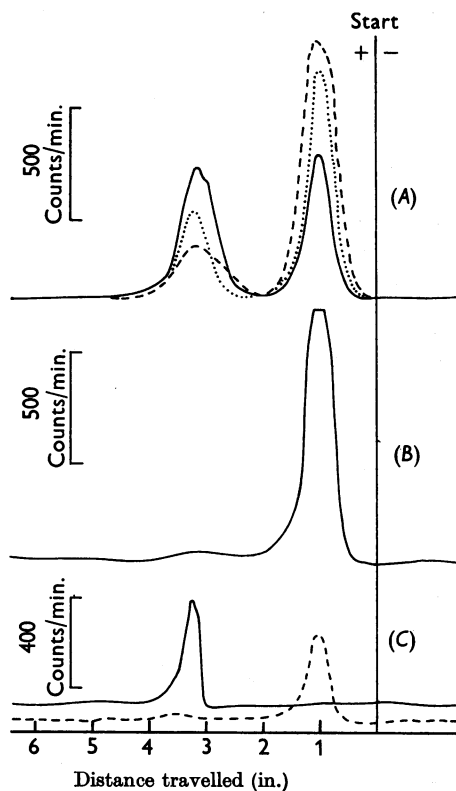 Start
+ -
500
Counts/min.
(A)
500
Counts/min.
(B)
400
Counts/min.
(C)
6 5 4 3 2 1 1
Distance travelled (in.)